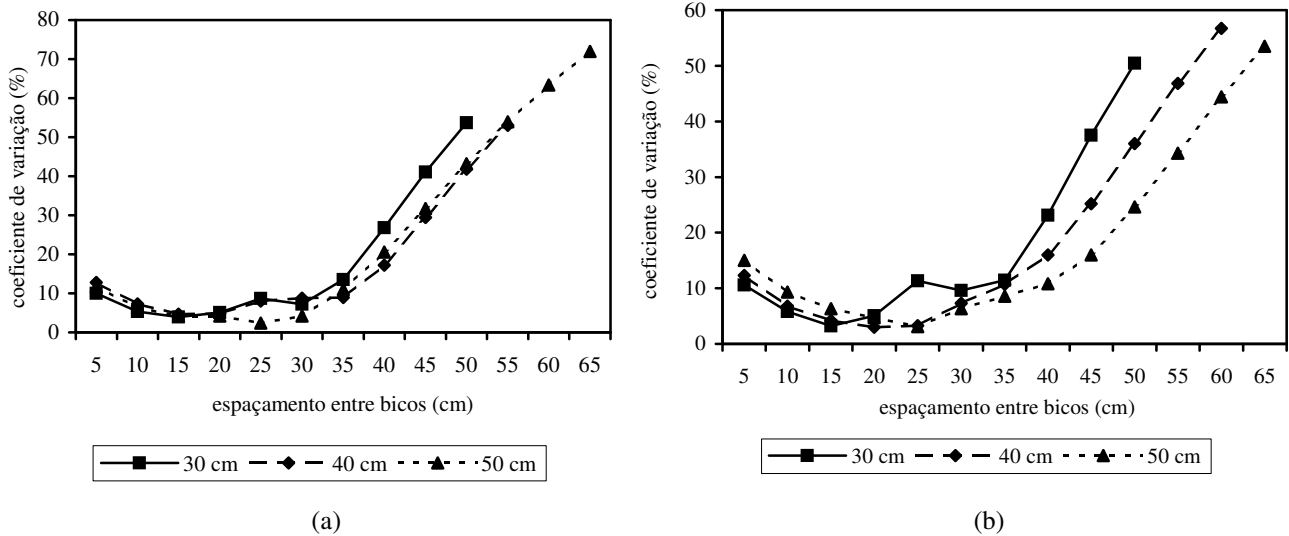 coeficiente de variação (%)
80
70
60
50
40
30
20
10
0
5 10 15 20 25 30 35 40 45 50 55 60 65
espaçamento entre bicos (cm)
30 cm 40 cm 50 cm
(a)
coeficiente de variação (%)
60
50
40
30
20
10
0
5 10 15 20 25 30 35 40 45 50 55 60 65
espaçamento entre bicos (cm)
30 cm 40 cm 50 cm
(b)